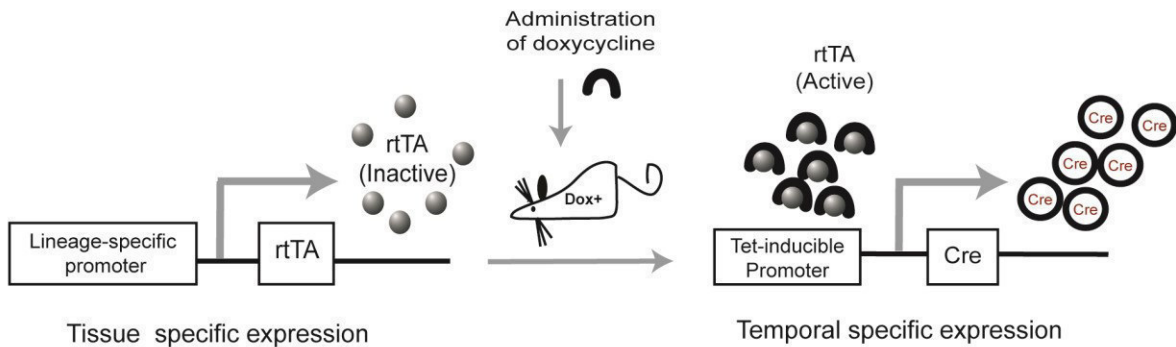 Administration
of doxycycline
rtTA
(Inactive)
Lineage-specific
promoter
rtTA
Dox+
rtTA
(Active)
Tet-inducible
Promoter
Cre
Cre
Cre
Cre
Cre
Cre
Cre
Tissue specific expression
Temporal specific expression